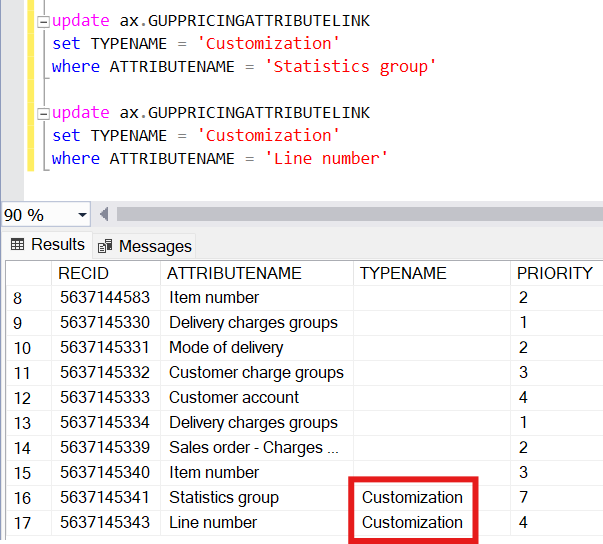 update ax.GUPPRICINGATTRIBUTELINK
set TYPENAME = 'Customization'
where ATTRIBUTENAME = 'Statistics group'
update ax.GUPPRICINGATTRIBUTELINK
set TYPENAME = 'Customization'
where ATTRIBUTENAME = 'Line number'
90 %
Results Messages
RECID ATTRIBUTENAME TYPENAME PRIORITY
8 5637144583 Item number 2
9 5637145330 Delivery charges groups 1
10 5637145331 Mode of delivery 2
11 5637145332 Customer charge groups 3
12 5637145333 Customer account 4
13 5637145334 Delivery charges groups 1
14 5637145339 Sales order - Charges ... 2
15 5637145340 Item number 3
16 5637145341 Statistics group Customization 7
17 5637145343 Line number Customization 4